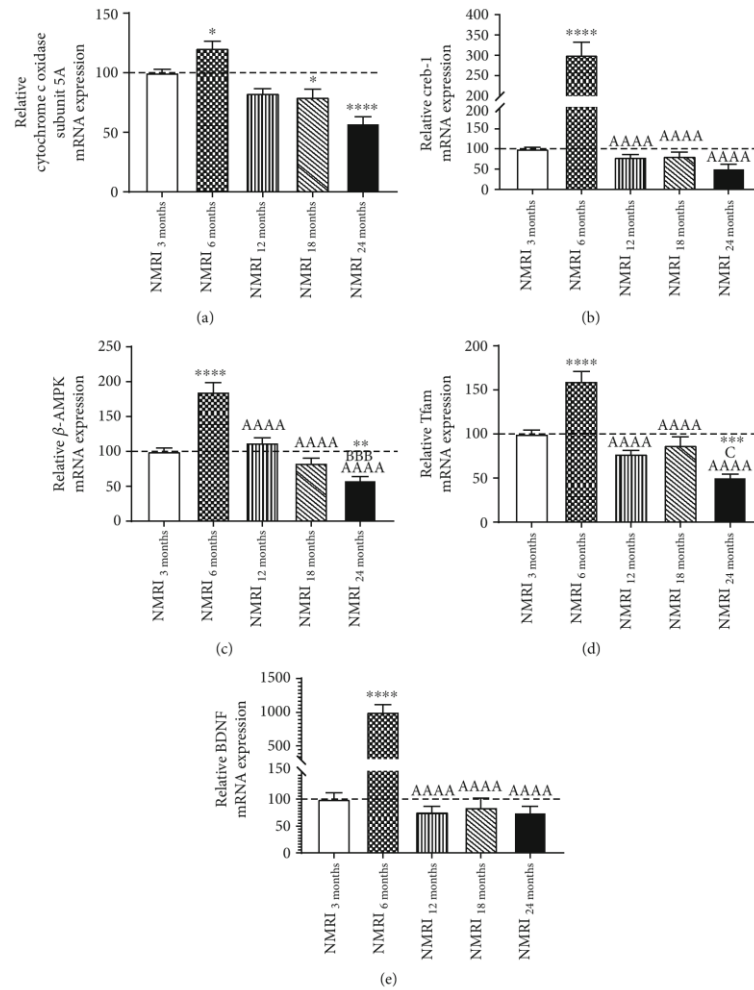 Relative
cytochrome c oxidase
subunit 5A
mRNA expression
150
100
50
0
*
*
****
NMRI 3 months
NMRI 6 months
NMRI 12 months
NMRI 18 months
NMRI 24 months
(a)
Relative creb-1
mRNA expression
400
350
300
250
200
200
150
100
50
0
****
AAAA
AAAA
AAAA
NMRI 3 months
NMRI 6 months
NMRI 12 months
NMRI 18 months
NMRI 24 months
(b)
Relative β-AMPK
mRNA expression
250
200
150
100
50
0
****
AAAA
AAAA
**
BBB
AAAA
NMRI 3 months
NMRI 6 months
NMRI 12 months
NMRI 18 months
NMRI 24 months
(c)
Relative Tfam
mRNA expression
200
150
100
50
0
****
AAAA
AAAA
***
C
AAAA
NMRI 3 months
NMRI 6 months
NMRI 12 months
NMRI 18 months
NMRI 24 months
(d)
Relative BDNF
mRNA expression
1500
1000
500
150
100
50
0
****
AAAA
AAAA
AAAA
NMRI 3 months
NMRI 6 months
NMRI 12 months
NMRI 18 months
NMRI 24 months
(e)